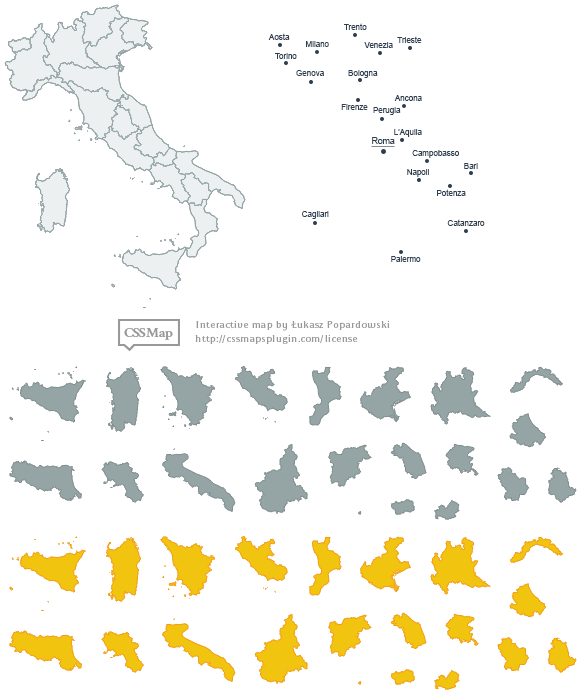 Trento
Aosta
Milano
Venezia
Trieste
Torino
Genova
Bologna
Firenze
Ancona
Perugia
L'Aquila
Roma
Campobasso
Napoli
Bari
Potenza
Cagliari
Catanzaro
Palermo
CSSMap
Interactive map by Łukasz Popardowski
http://cssmapsplugin.com/license